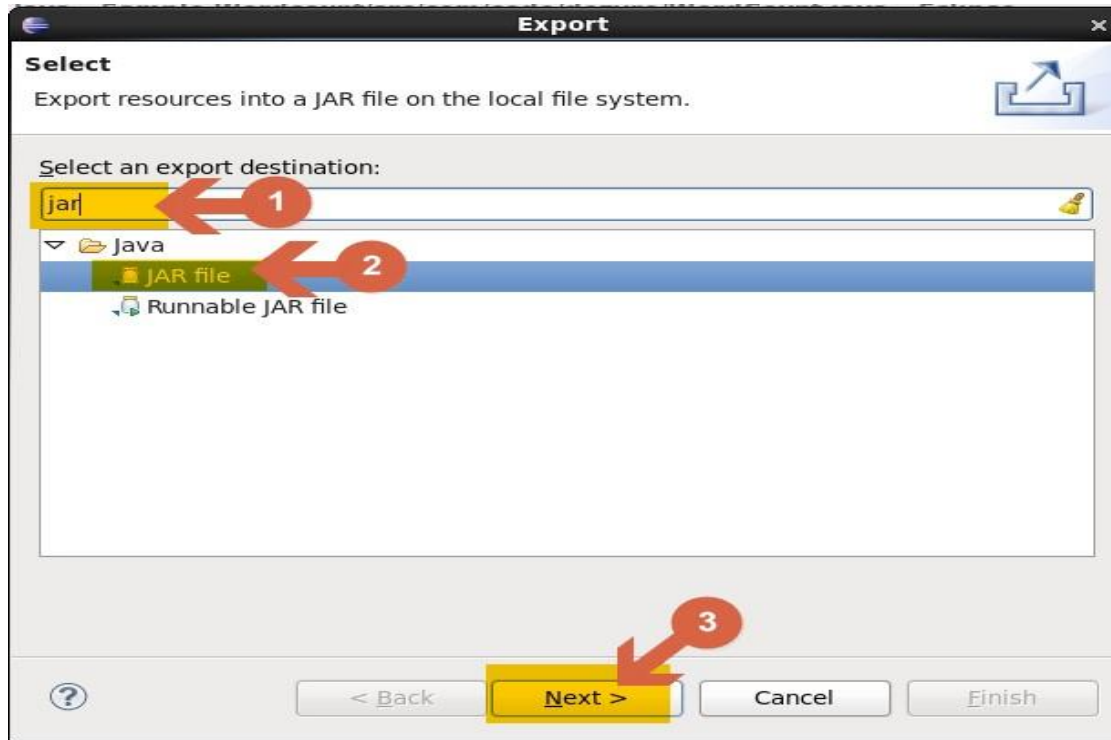 Export
Select
Export resources into a JAR file on the local file system.
Select an export destination:
jar
1
Java
JAR file
2
Runnable JAR file
3
< Back
Next >
Cancel
Finish